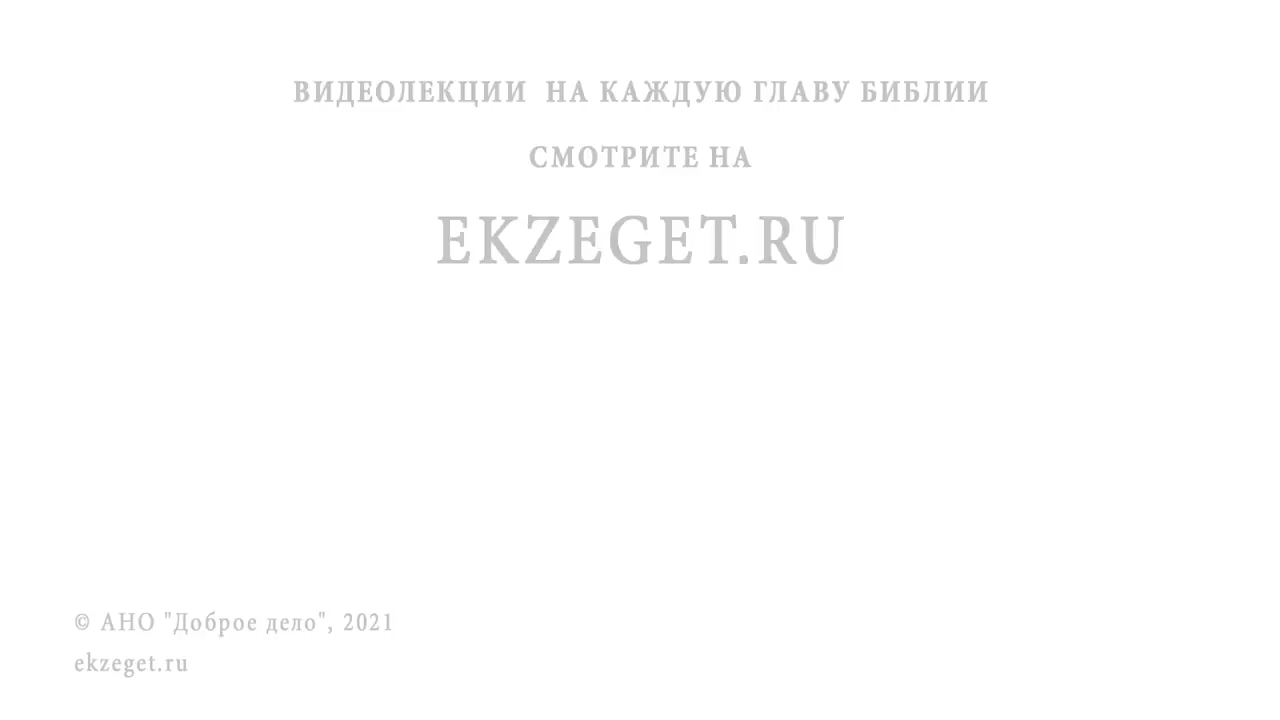 ВИДЕОЛЕКЦИИ НА КАЖДУЮ ГЛАВУ БИБЛИИ
СМОТРИТЕ НА
EKZEGET.RU
© АНО "Доброе дело", 2021
ekzeget.ru